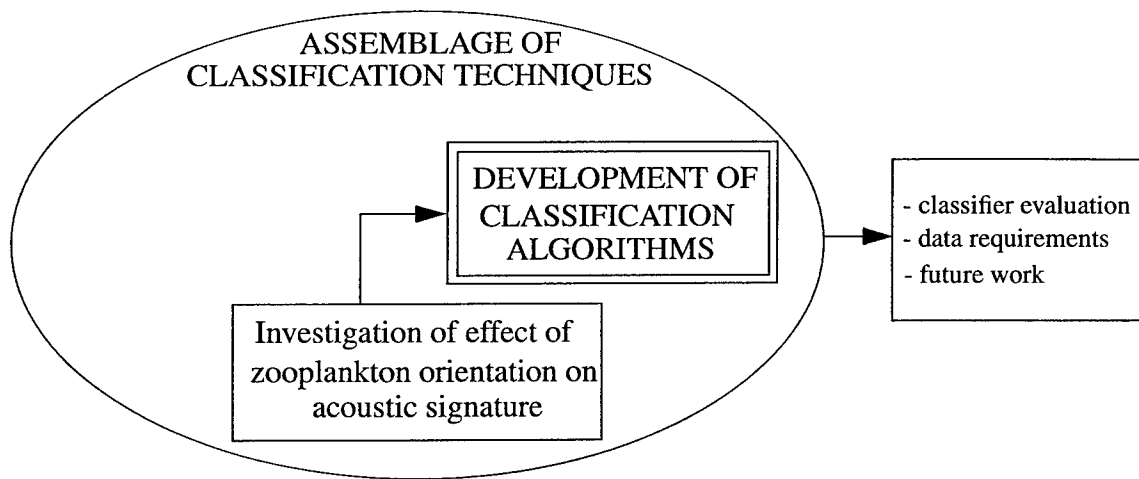 ASSEMBLAGE OF
CLASSIFICATION TECHNIQUES
DEVELOPMENT OF
CLASSIFICATION
ALGORITHMS
Investigation of effect of
zooplankton orientation on
acoustic signature
- classifier evaluation
- data requirements
- future work